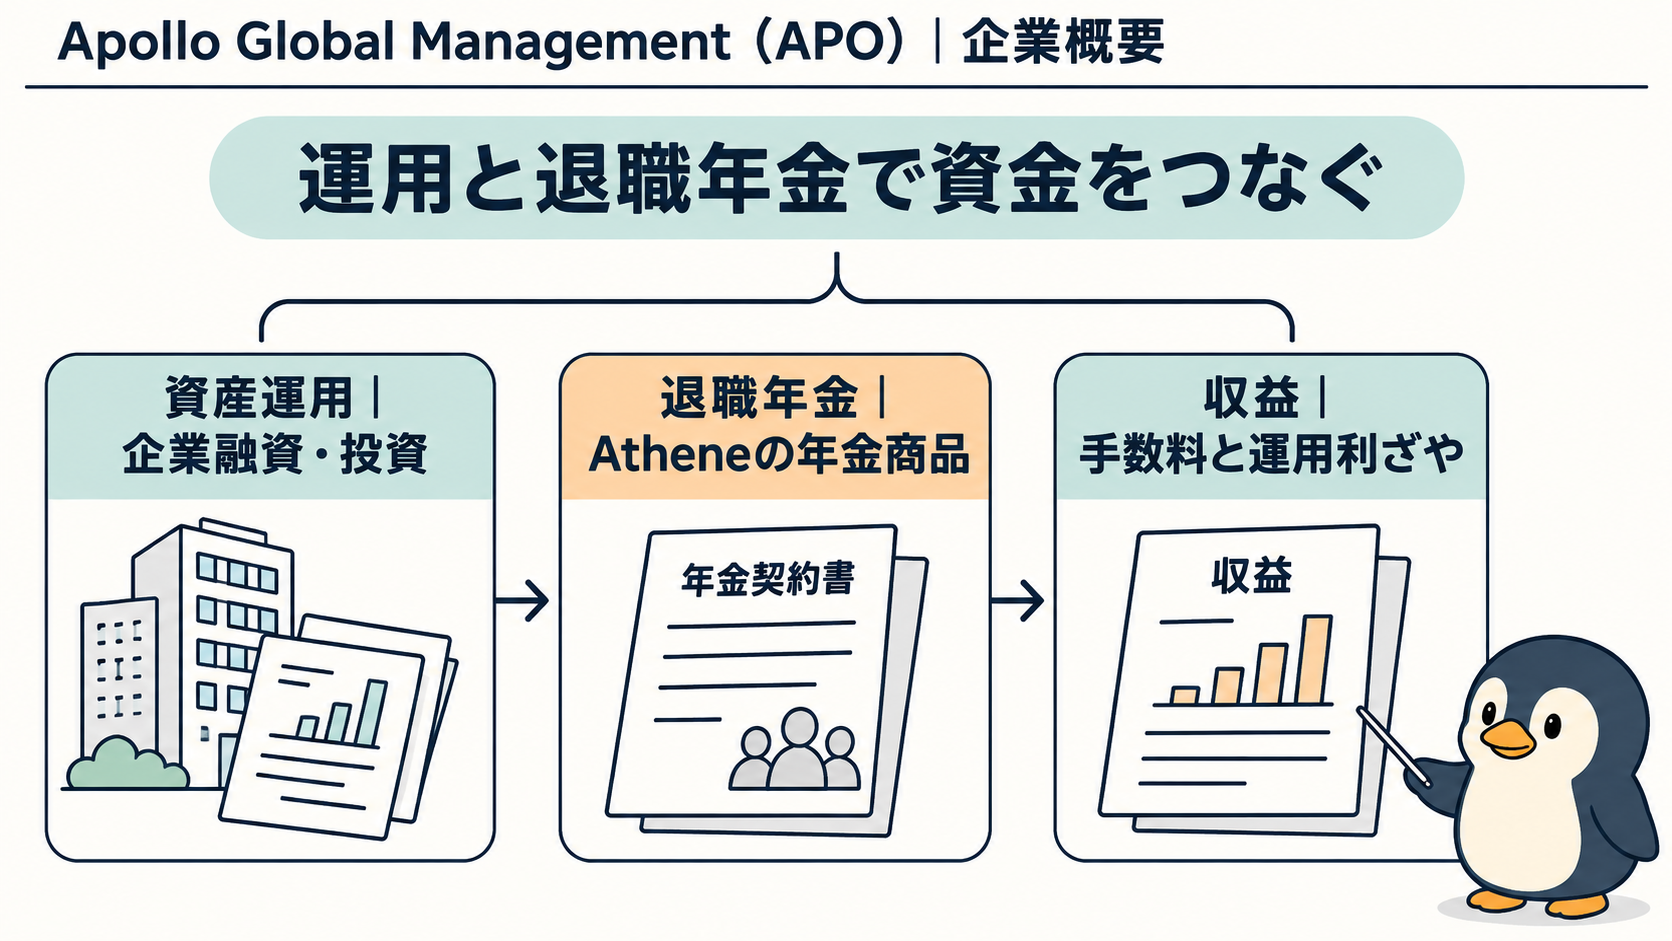 Apollo Global Management（APO）｜企業概要
運用と退職年金で資金をつなぐ
資産運用｜
企業融資・投資
退職年金｜
Atheneの年金商品
収益｜
手数料と運用利ざや
年金契約書
収益